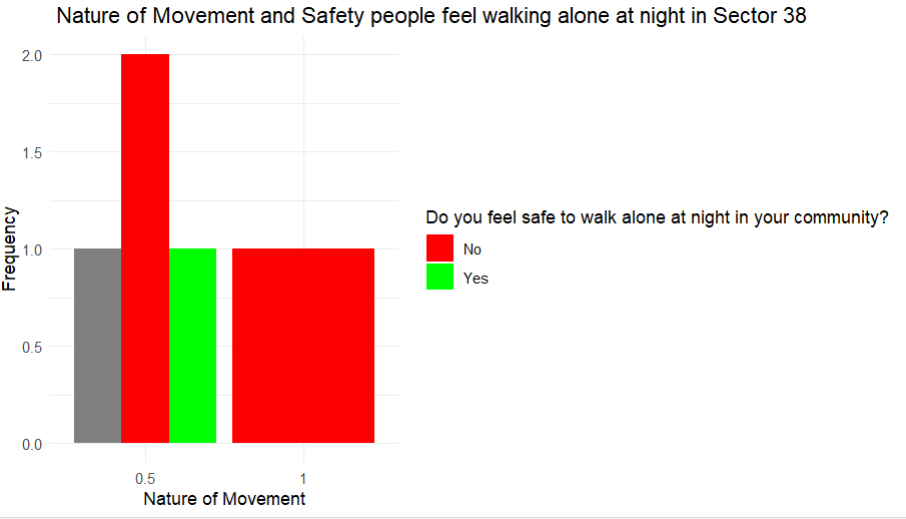 Nature of Movement and Safety people feel walking alone at night in Sector 38
2.0
1.5
1.0
0.5
0.0
Frequency
0.5 1
Nature of Movement
Do you feel safe to walk alone at night in your community?
No
Yes